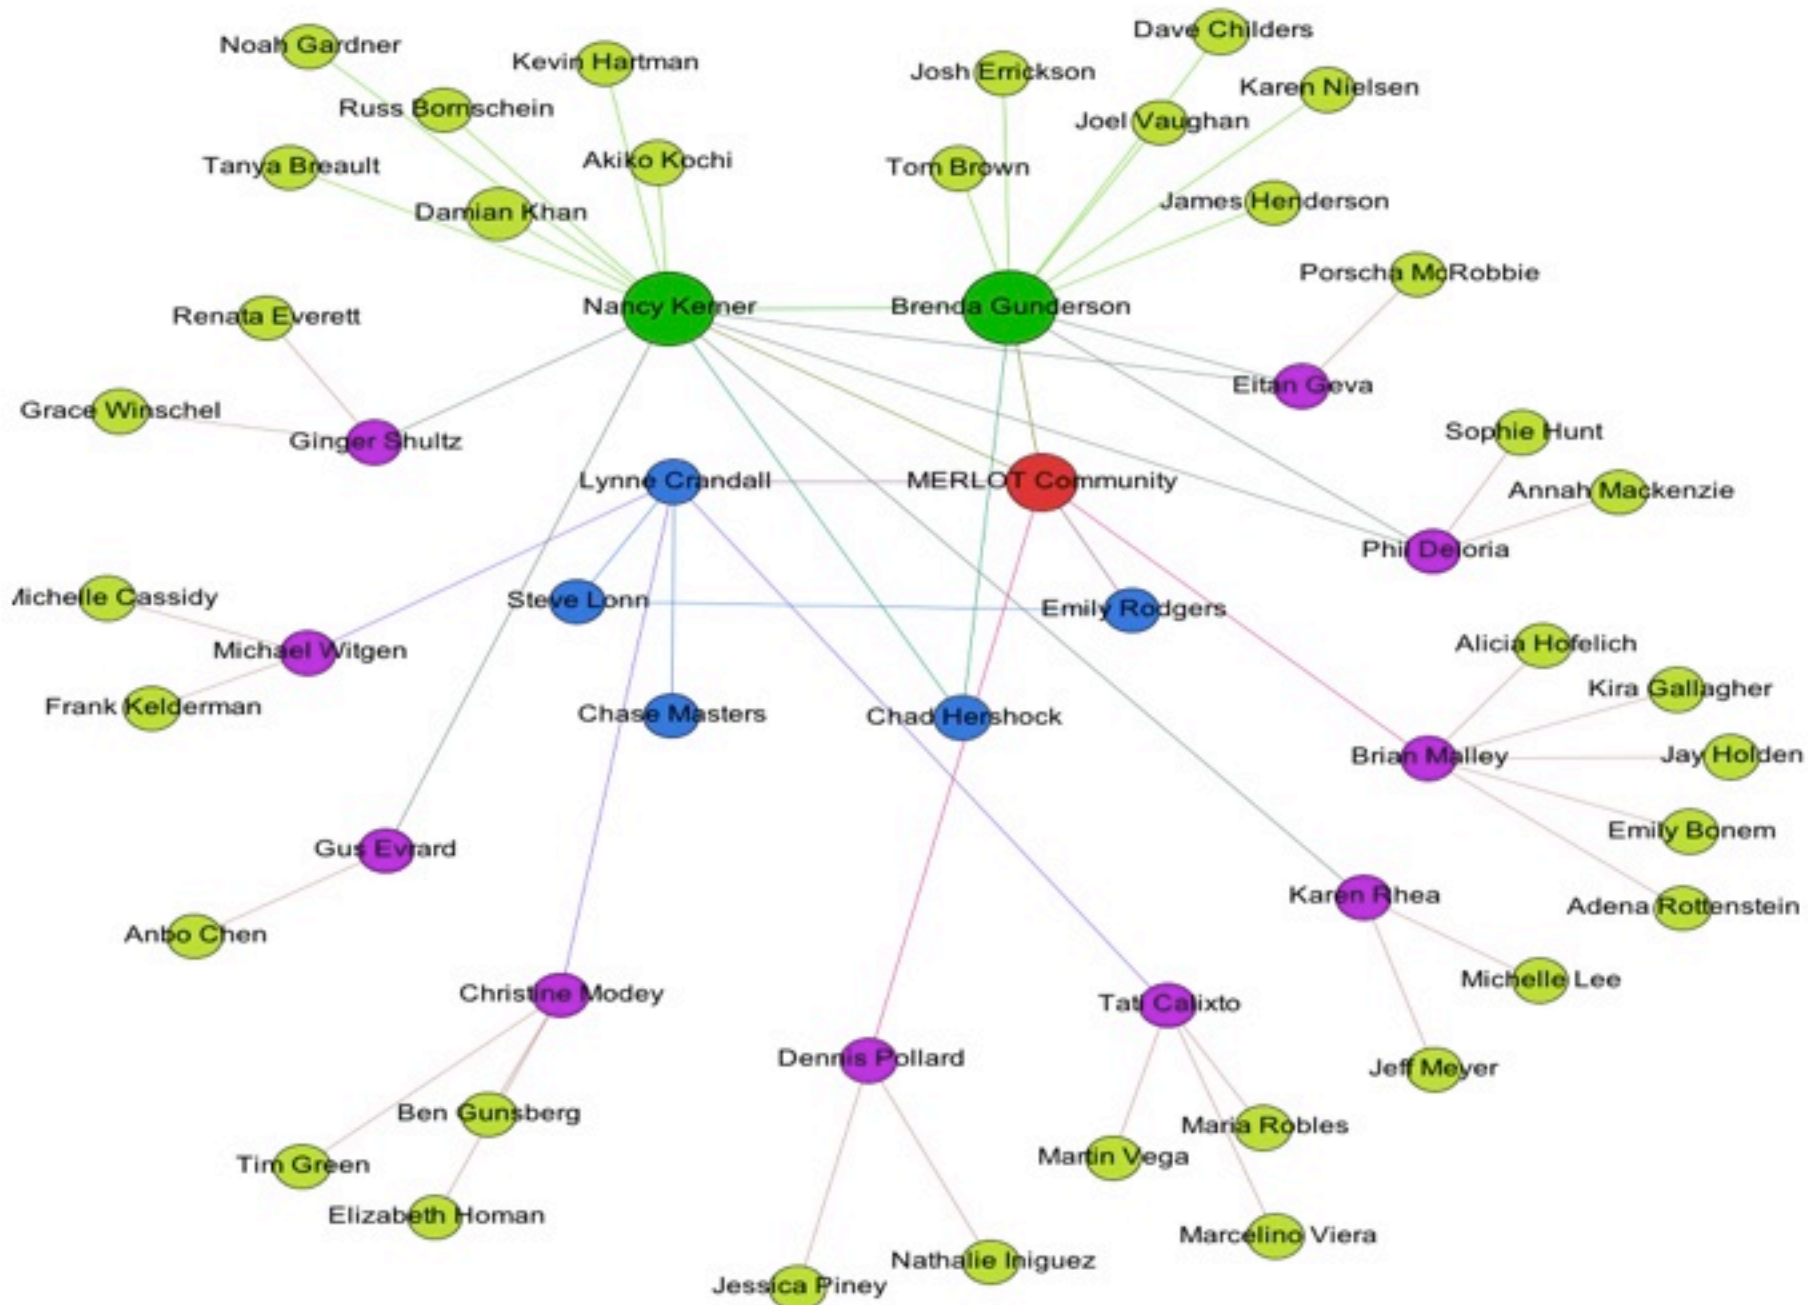 Dave Childers
Noah Gardner
Kevin Hartman
Josh Errickson
Karen Nielsen
Russ Bornschein
Joel Vaughan
Tanya Breault
Akiko Kochi
Tom Brown
Damian Khan
James Henderson
Porscha McRobbie
Nancy Kerner
Brenda Gunderson
Renata Everett
Eitan Geva
Grace Winschel
Ginger Shultz
Sophie Hunt
Lynne Crandall
MERLOT Community
Annah Mackenzie
Phil Deloria
Michelle Cassidy
Steve Lonn
Emily Rodgers
Michael Witgen
Alicia Hofelich
Kira Gallagher
Frank Kelderman
Chase Masters
Chad Hershock
Brian Malley
Jay Holden
Emily Bonem
Gus Evrard
Karen Rhea
Adena Rottenstein
Anbo Chen
Michelle Lee
Christine Modey
Tati Calixto
Dennis Pollard
Jeff Meyer
Ben Gunsberg
Maria Robles
Tim Green
Martin Vega
Elizabeth Homan
Marcelino Viera
Nathalie Iniguez
Jessica Piney